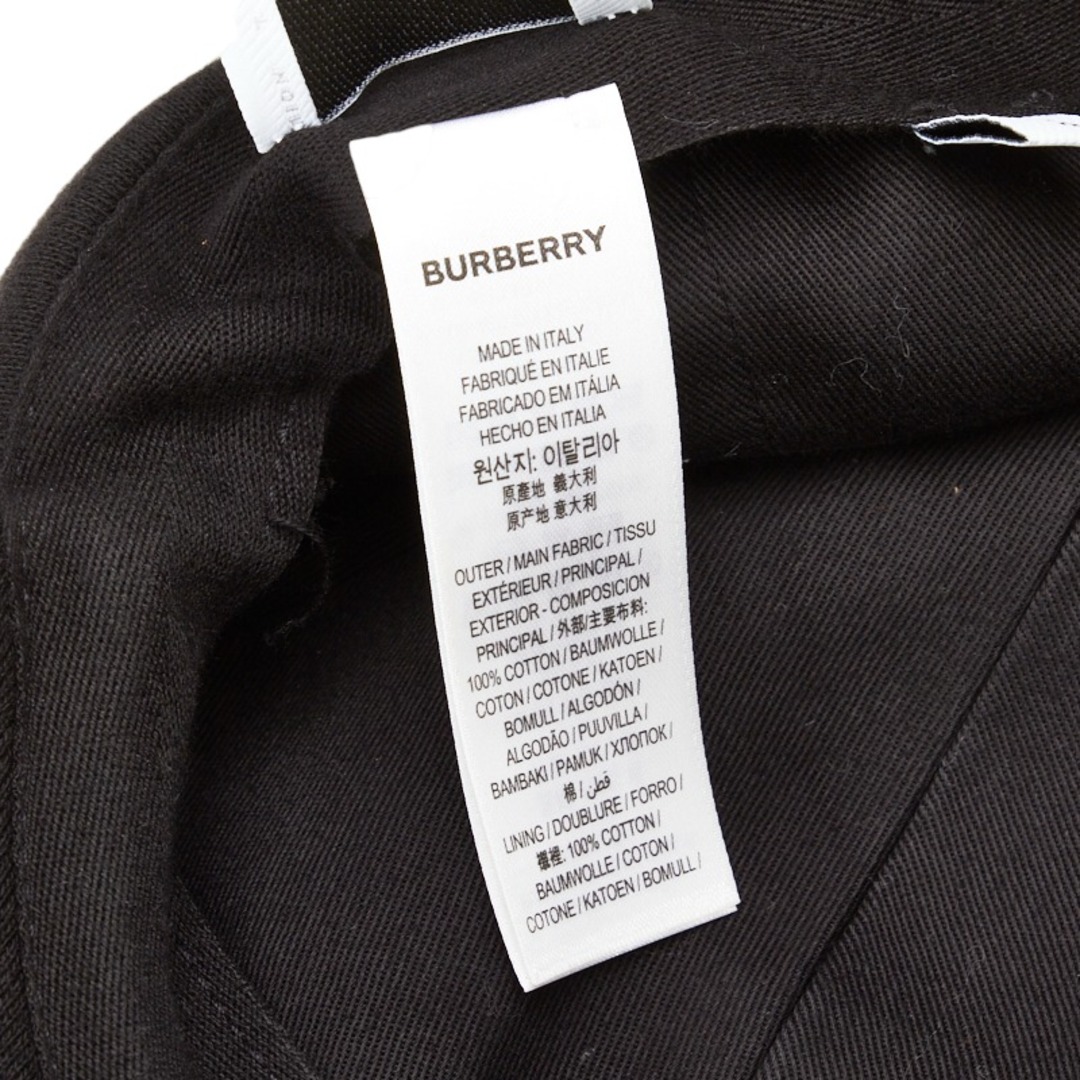 BURBERRY
MADE IN ITALY
FABRIQUÉ EN ITALIE
FABRICADO EM ITÁLIA
HECHO EN ITALIA
원산지: 이탈리아
原產地 義大利
原产地 意大利
OUTER / MAIN FABRIC / TISSU
EXTÉRIEUR / PRINCIPAL /
EXTERIOR - COMPOSICION
PRINCIPAL / 外部/主要布料:
100% COTTON / BAUMWOLLE /
COTON / COTONE / KATOEN /
BOMULL / ALGODÓN /
ALGODÃO / PUUVILLA /
BAMBAKI / PAMUK / ХЛОПОК /
棉 / قطن
LINING / DOUBLURE / FORRO /
襯裡: 100% COTTON /
BAUMWOLLE / COTON /
COTONE / KATOEN / BOMULL /